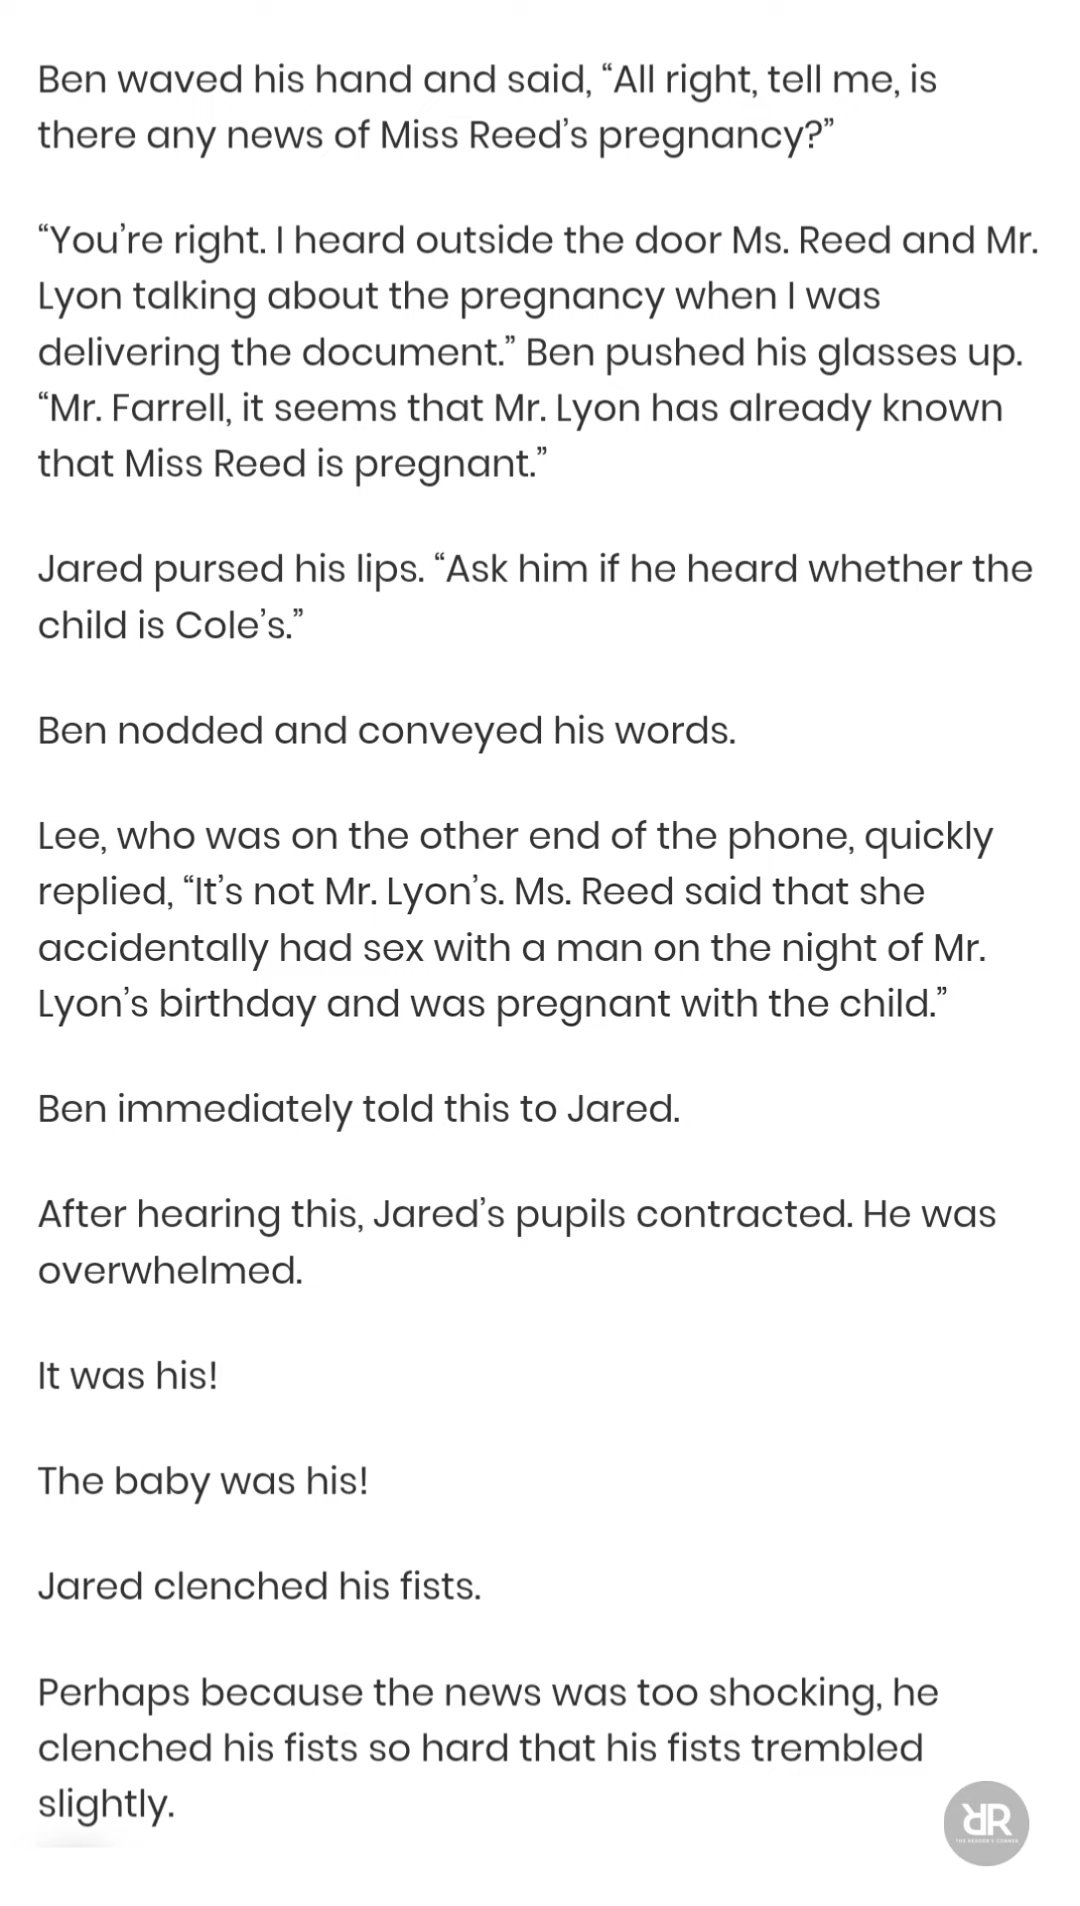 Ben waved his hand and said, “All right, tell me, is
there any news of Miss Reed’s pregnancy?”
“You’re right. I heard outside the door Ms. Reed and Mr.
Lyon talking about the pregnancy when I was
delivering the document.” Ben pushed his glasses up.
“Mr. Farrell, it seems that Mr. Lyon has already known
that Miss Reed is pregnant.”
Jared pursed his lips. “Ask him if he heard whether the
child is Cole’s.”
Ben nodded and conveyed his words.
Lee, who was on the other end of the phone, quickly
replied, “It’s not Mr. Lyon’s. Ms. Reed said that she
accidentally had sex with a man on the night of Mr.
Lyon’s birthday and was pregnant with the child.”
Ben immediately told this to Jared.
After hearing this, Jared’s pupils contracted. He was
overwhelmed.
It was his!
The baby was his!
Jared clenched his fists.
Perhaps because the news was too shocking, he
clenched his fists so hard that his fists trembled
slightly.
RR
THE READER'S CORNER